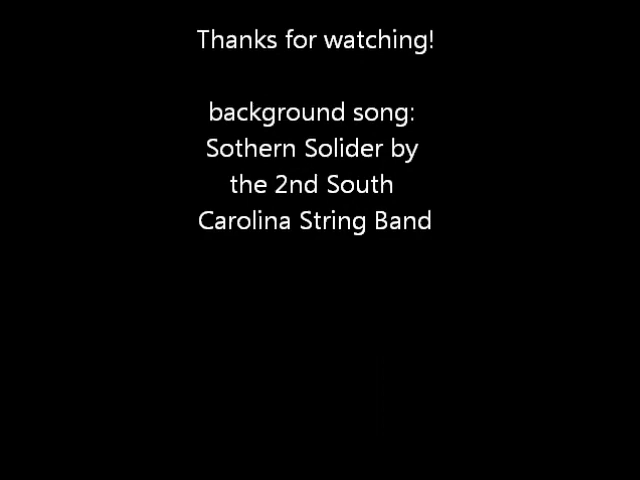 Thanks for watching!
background song:
Sothern Solider by
the 2nd South
Carolina String Band